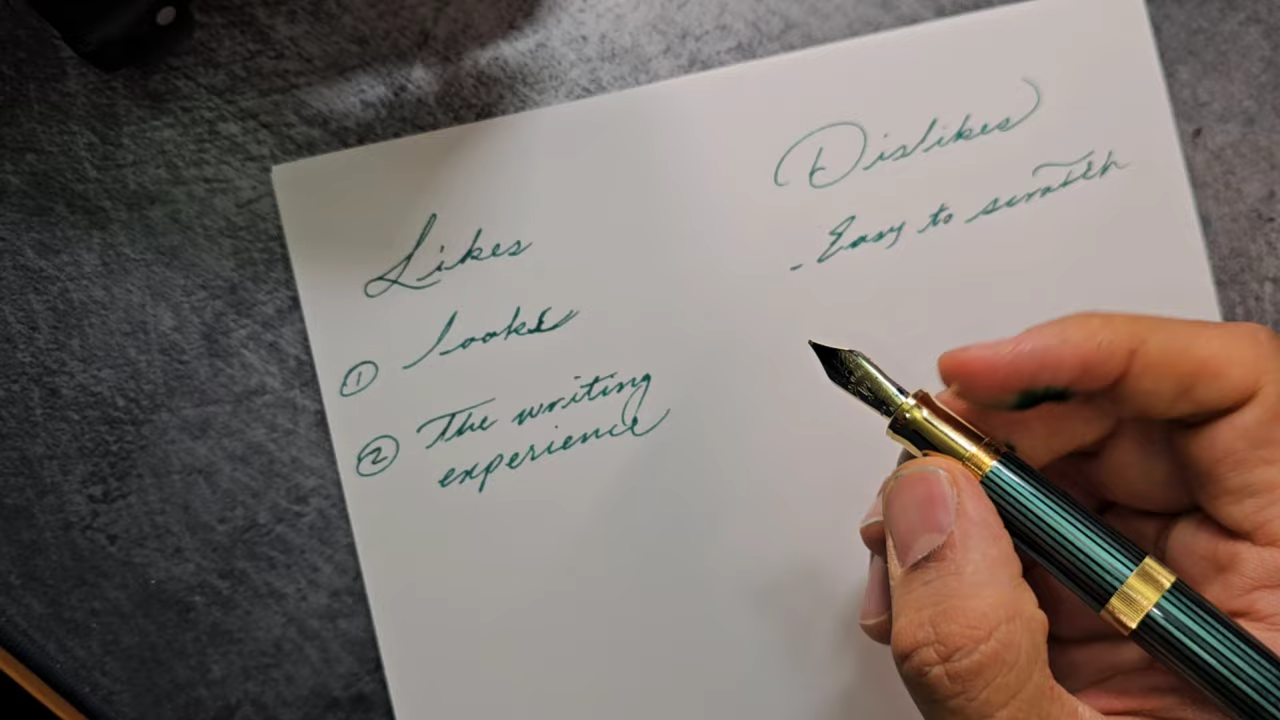 Likes
① looks
② The writing
experience
Dislikes
- Easy to scratch